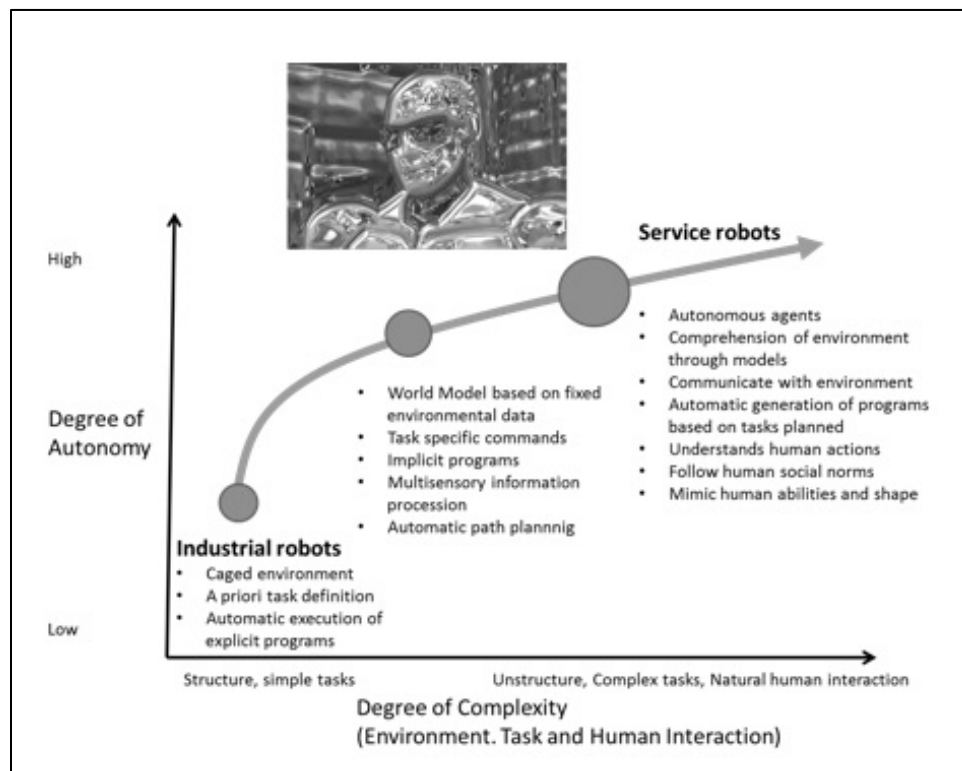 Service robots
High
• Autonomous agents
• Comprehension of environment
through models
• Communicate with environment
• Automatic generation of programs
based on tasks planned
• Understands human actions
• Follow human social norms
• Mimic human abilities and shape
• World Model based on fixed
environmental data
• Task specific commands
• Implicit programs
• Multisensory information
procession
• Automatic path plannnig
Degree of
Autonomy
Industrial robots
• Caged environment
• A priori task definition
• Automatic execution of
explicit programs
Low
Structure, simple tasks
Unstructure, Complex tasks, Natural human interaction
Degree of Complexity
(Environment. Task and Human Interaction)